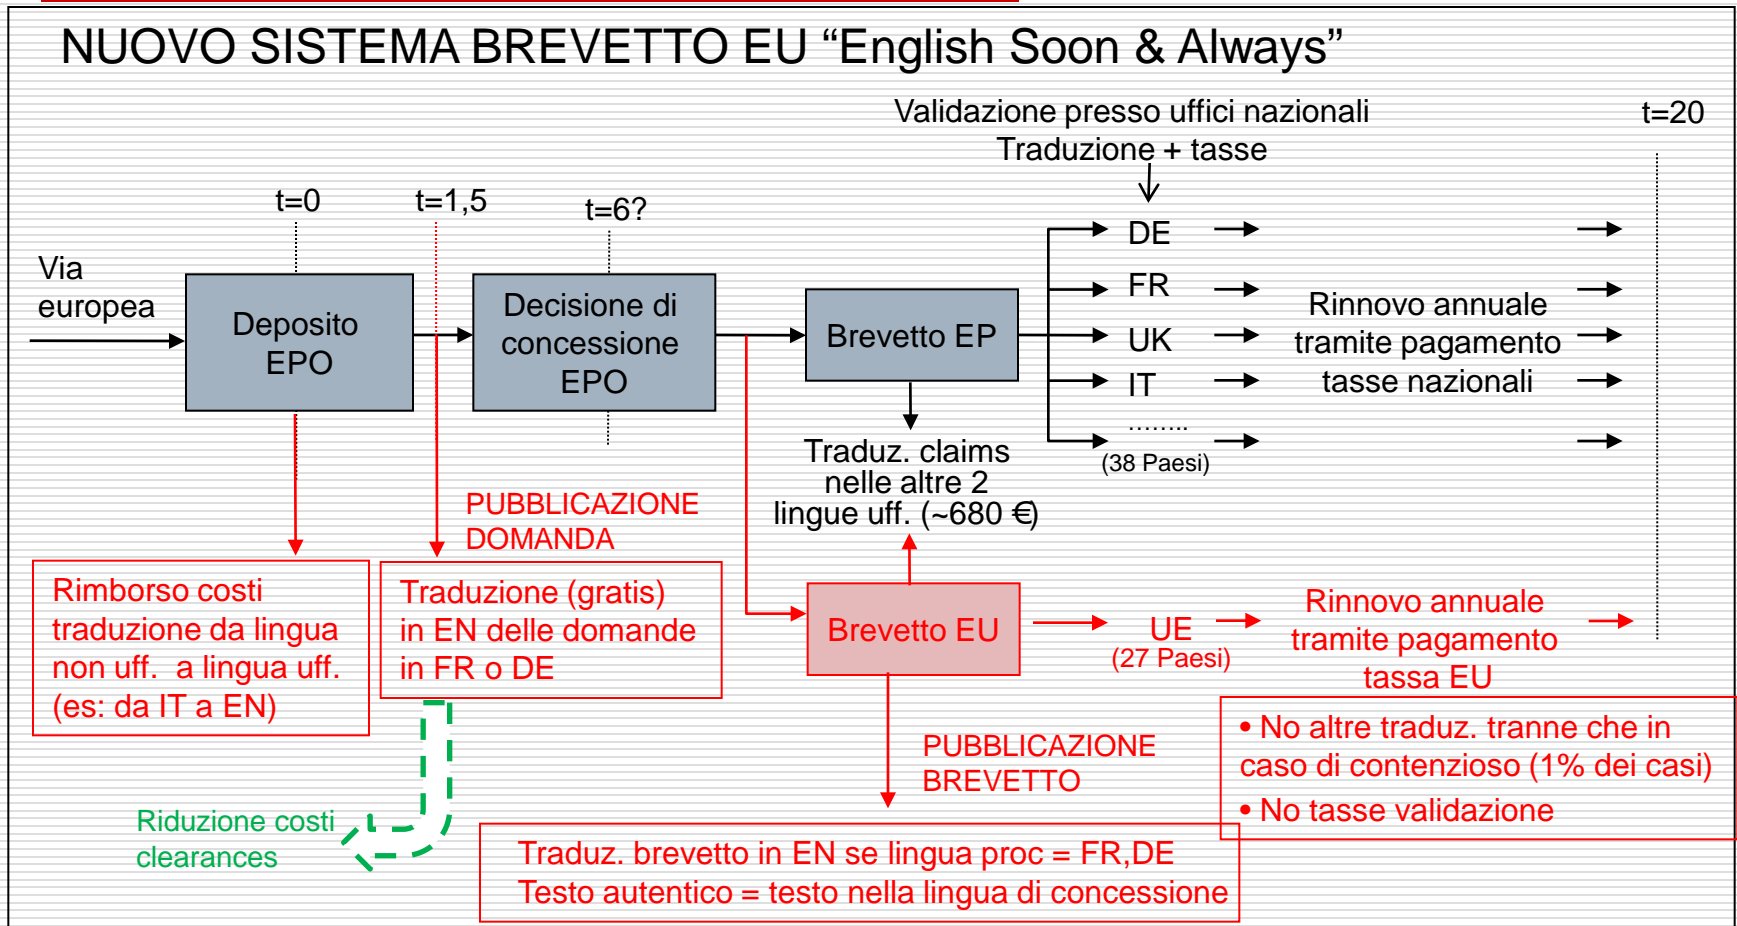 NUOVO SISTEMA BREVETTO EU “English Soon & Always”
Validazione presso uffici nazionali
Traduzione + tasse
t=20
t=0
t=1,5
t=6?
Via
europea
Deposito
EPO
Decisione di
concessione
EPO
Brevetto EP
DE
FR
UK
IT
……..
(38 Paesi)
Rinnovo annuale
tramite pagamento
tasse nazionali
Traduz. claims
nelle altre 2
lingue uff. (~680 €)
PUBBLICAZIONE
DOMANDA
Rimborso costi
traduzione da lingua
non uff. a lingua uff.
(es: da IT a EN)
Traduzione (gratis)
in EN delle domande
in FR o DE
Brevetto EU
UE
(27 Paesi)
Rinnovo annuale
tramite pagamento
tassa EU
• No altre traduz. tranne che in
caso di contenzioso (1% dei casi)
• No tasse validazione
PUBBLICAZIONE
BREVETTO
Riduzione costi
clearances
Traduz. brevetto in EN se lingua proc = FR,DE
Testo autentico = testo nella lingua di concessione